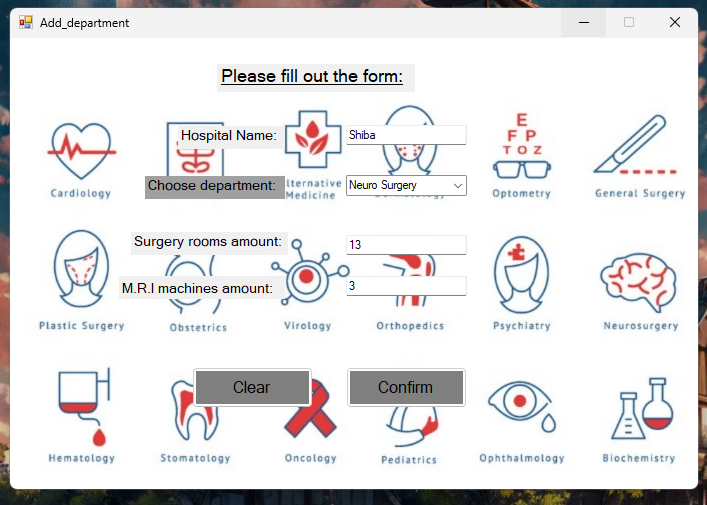 Add_department
Please fill out the form:
Hospital Name: Shiba
Choose department: Neuro Surgery
Surgery rooms amount: 13
M.R.I machines amount: 3
Clear Confirm
E
F P
T O Z
Cardiology lternative Optometry General Surgery
Medicine
Plastic Surgery Obstetrics Virology Orthopedics Psychiatry Neurosurgery
Hematology Stomatology Oncology Pediatrics Ophthalmology Biochemistry